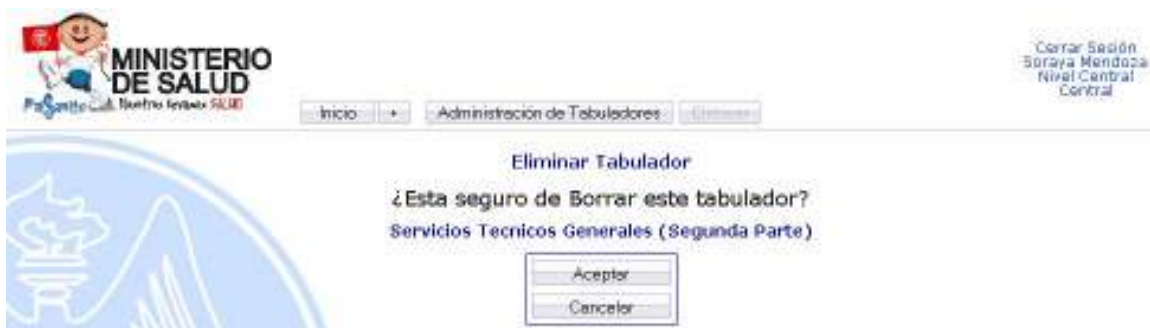 MINISTERIO
DE SALUD
Cerrar Sesión
Soraya Mendoza
Nivel Central
Central
Inicio + Administración de Tabuladores
Eliminar Tabulador
¿Esta seguro de Borrar este tabulador?
Servicios Tecnicos Generales (Segunda Parte)
Aceptar
Cancelar